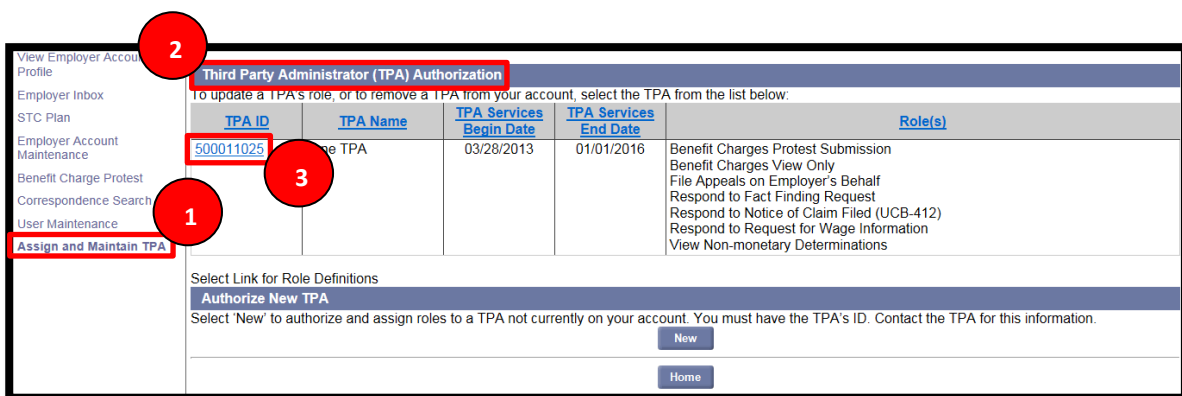 2
View Employer Accou
Profile
Employer Inbox
STC Plan
Employer Account
Maintenance
Benefit Charge Protest
Correspondence Search
User Maintenance
1
Assign and Maintain TPA
Third Party Administrator (TPA) Authorization
To update a TPA's role, or to remove a TPA from your account, select the TPA from the list below:
TPA ID TPA Name TPA Services Begin Date TPA Services End Date Role(s)
500011025 ne TPA 03/28/2013 01/01/2016 Benefit Charges Protest Submission
Benefit Charges View Only
File Appeals on Employer's Behalf
Respond to Fact Finding Request
Respond to Notice of Claim Filed (UCB-412)
Respond to Request for Wage Information
View Non-monetary Determinations
3
Select Link for Role Definitions
Authorize New TPA
Select 'New' to authorize and assign roles to a TPA not currently on your account. You must have the TPA's ID. Contact the TPA for this information.
New
Home